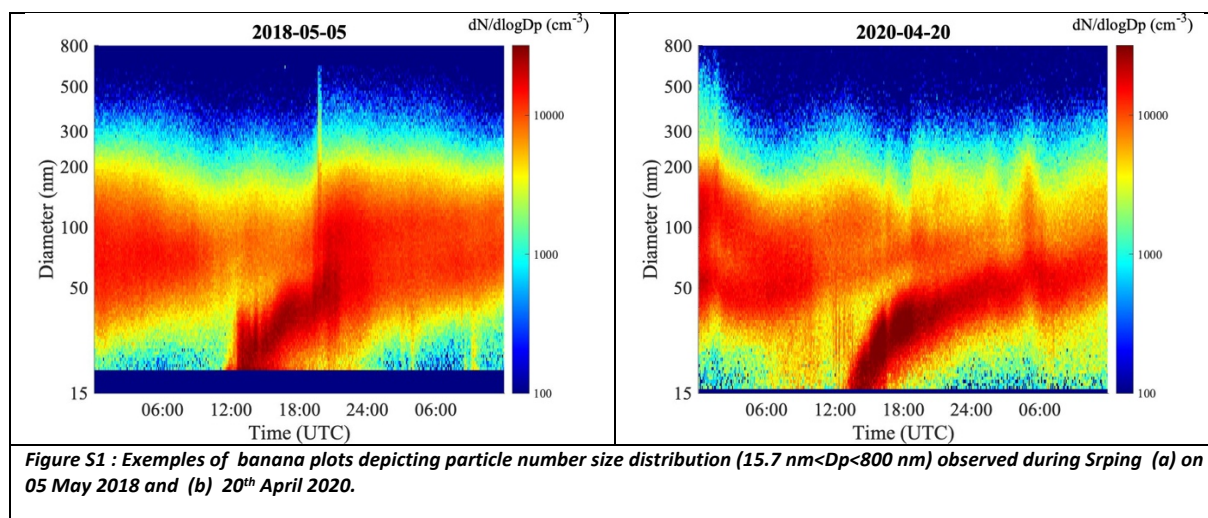 2018-05-05
dN/dlogDp (cm-3)
800
500
300
200
100
50
15
Diameter (nm)
10000
1000
100
06:00 12:00 18:00 24:00 06:00
Time (UTC)
2020-04-20
dN/dlogDp (cm-3)
800
500
300
200
100
50
15
Diameter (nm)
10000
1000
100
06:00 12:00 18:00 24:00 06:00
Time (UTC)
Figure S1 : Exemples of banana plots depicting particle number size distribution (15.7 nm<Dp<800 nm) observed during Srping (a) on
05 May 2018 and (b) 20th April 2020.